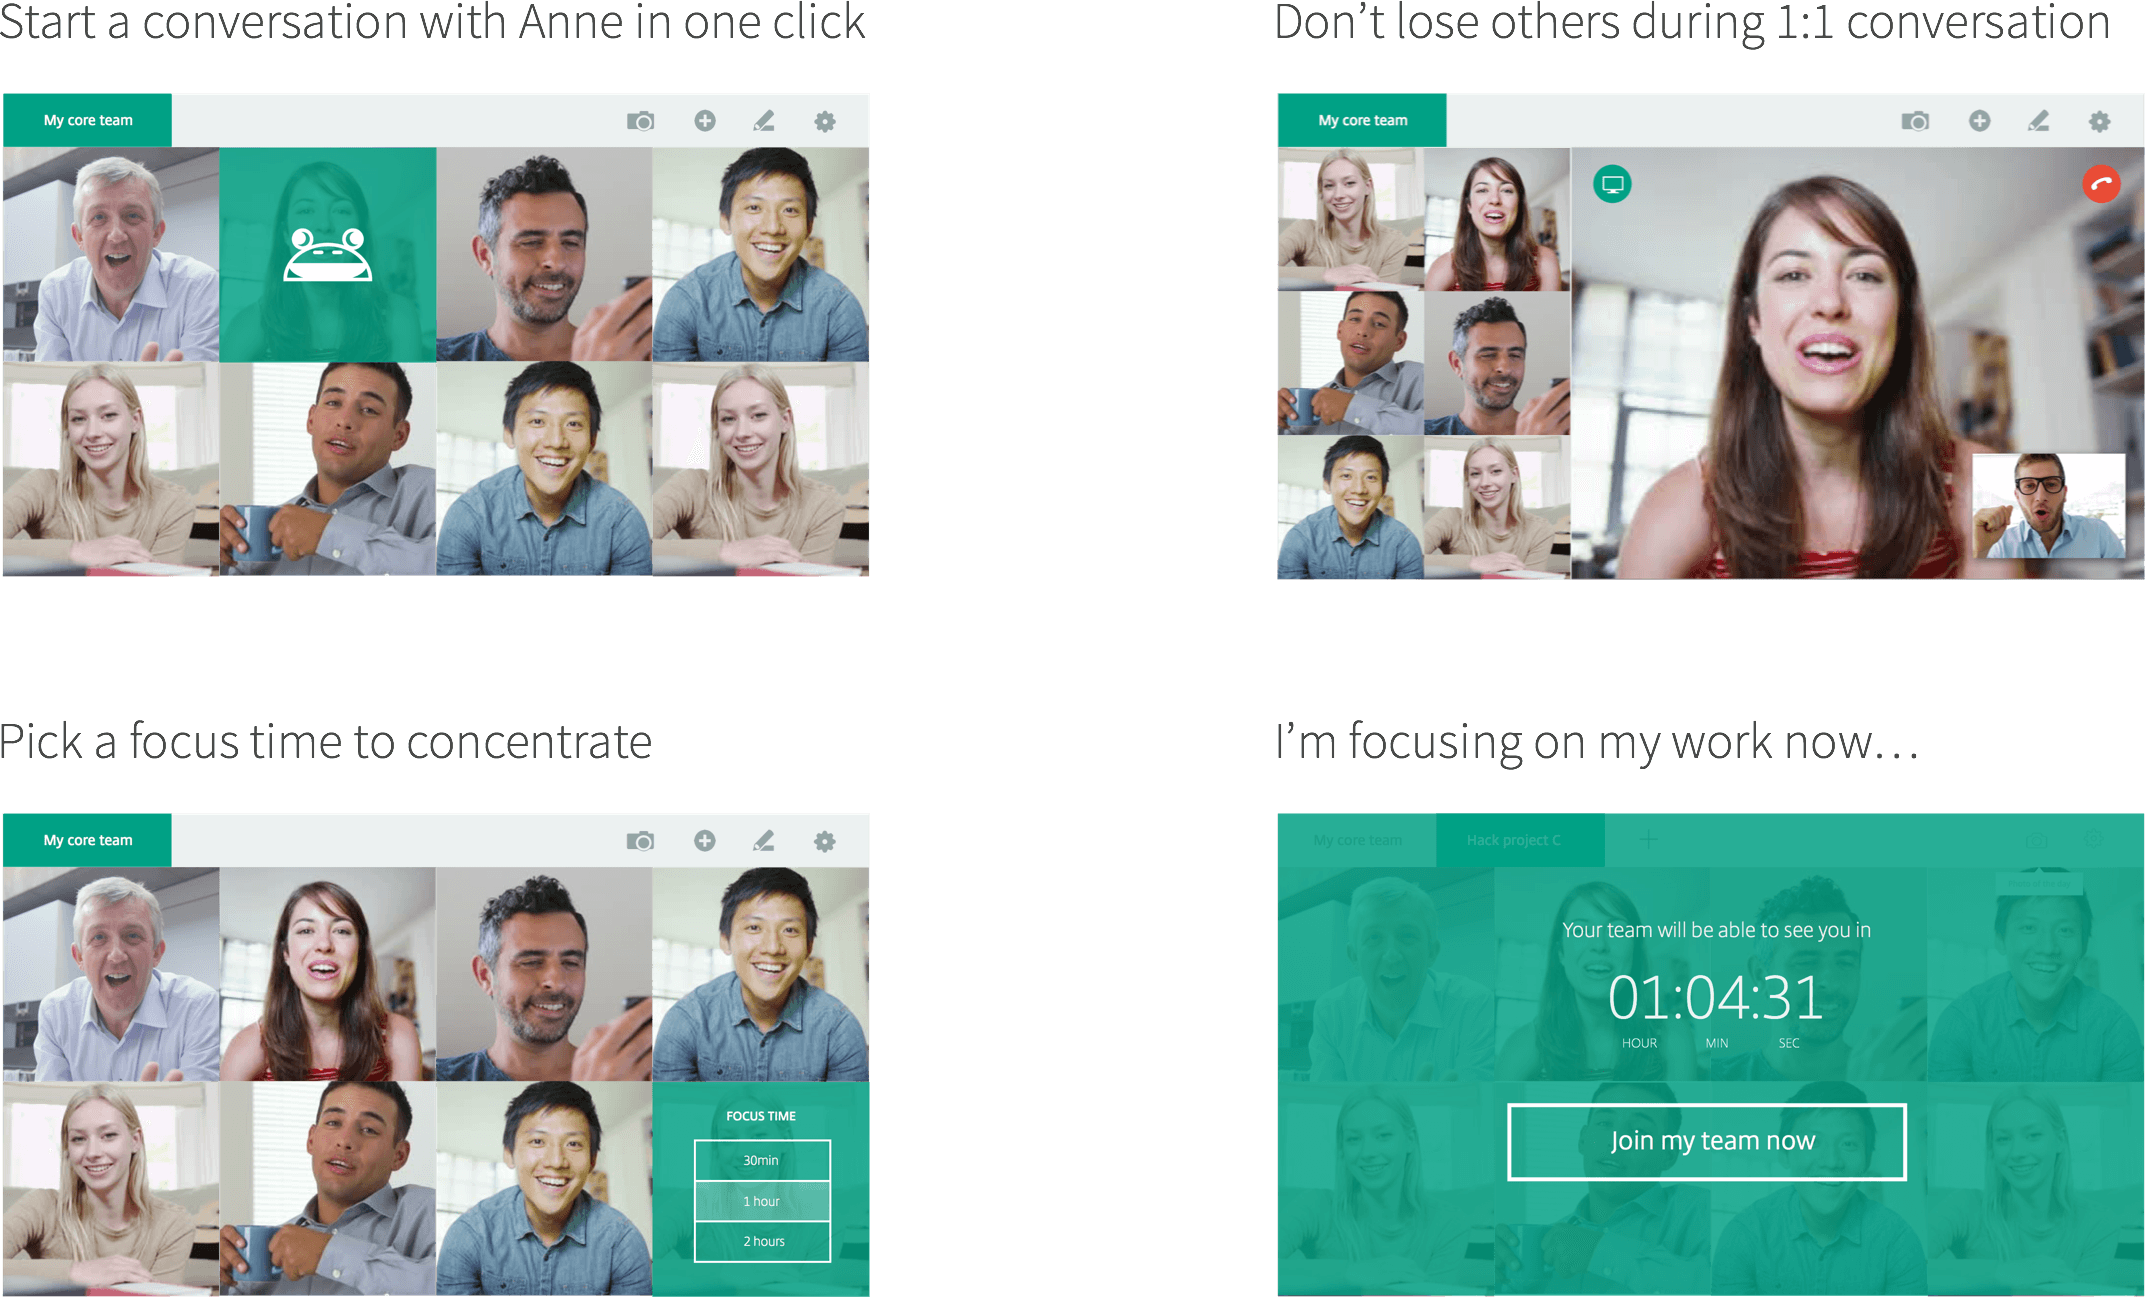 Start a conversation with Anne in one click
My core team
Don’t lose others during 1:1 conversation
My core team
Pick a focus time to concentrate
My core team
FOCUS TIME
30min
1 hour
2 hours
I’m focusing on my work now…
My core team
Hack project C
Your team will be able to see you in
01:04:31
HOUR MIN SEC
Join my team now